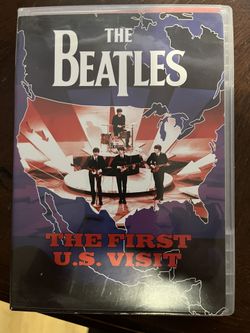 THE
BEATLES
THE FIRST
U.S. VISIT